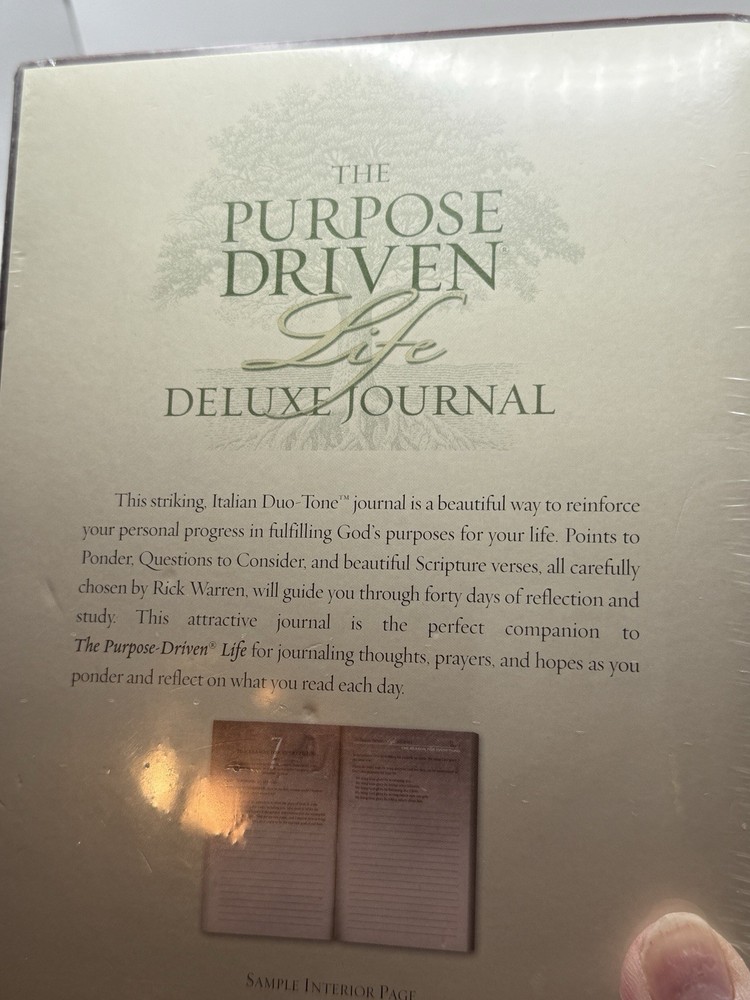 THE
PURPOSE
DRIVEN®
Life
DELUXE JOURNAL
This striking, Italian Duo-Tone™ journal is a beautiful way to reinforce
your personal progress in fulfilling God's purposes for your life. Points to
Ponder, Questions to Consider, and beautiful Scripture verses, all carefully
chosen by Rick Warren, will guide you through forty days of reflection and
study. This attractive journal is the perfect companion to
The Purpose-Driven® Life for journaling thoughts, prayers, and hopes as you
ponder and reflect on what you read each day.
7
SAMPLE INTERIOR PAGE